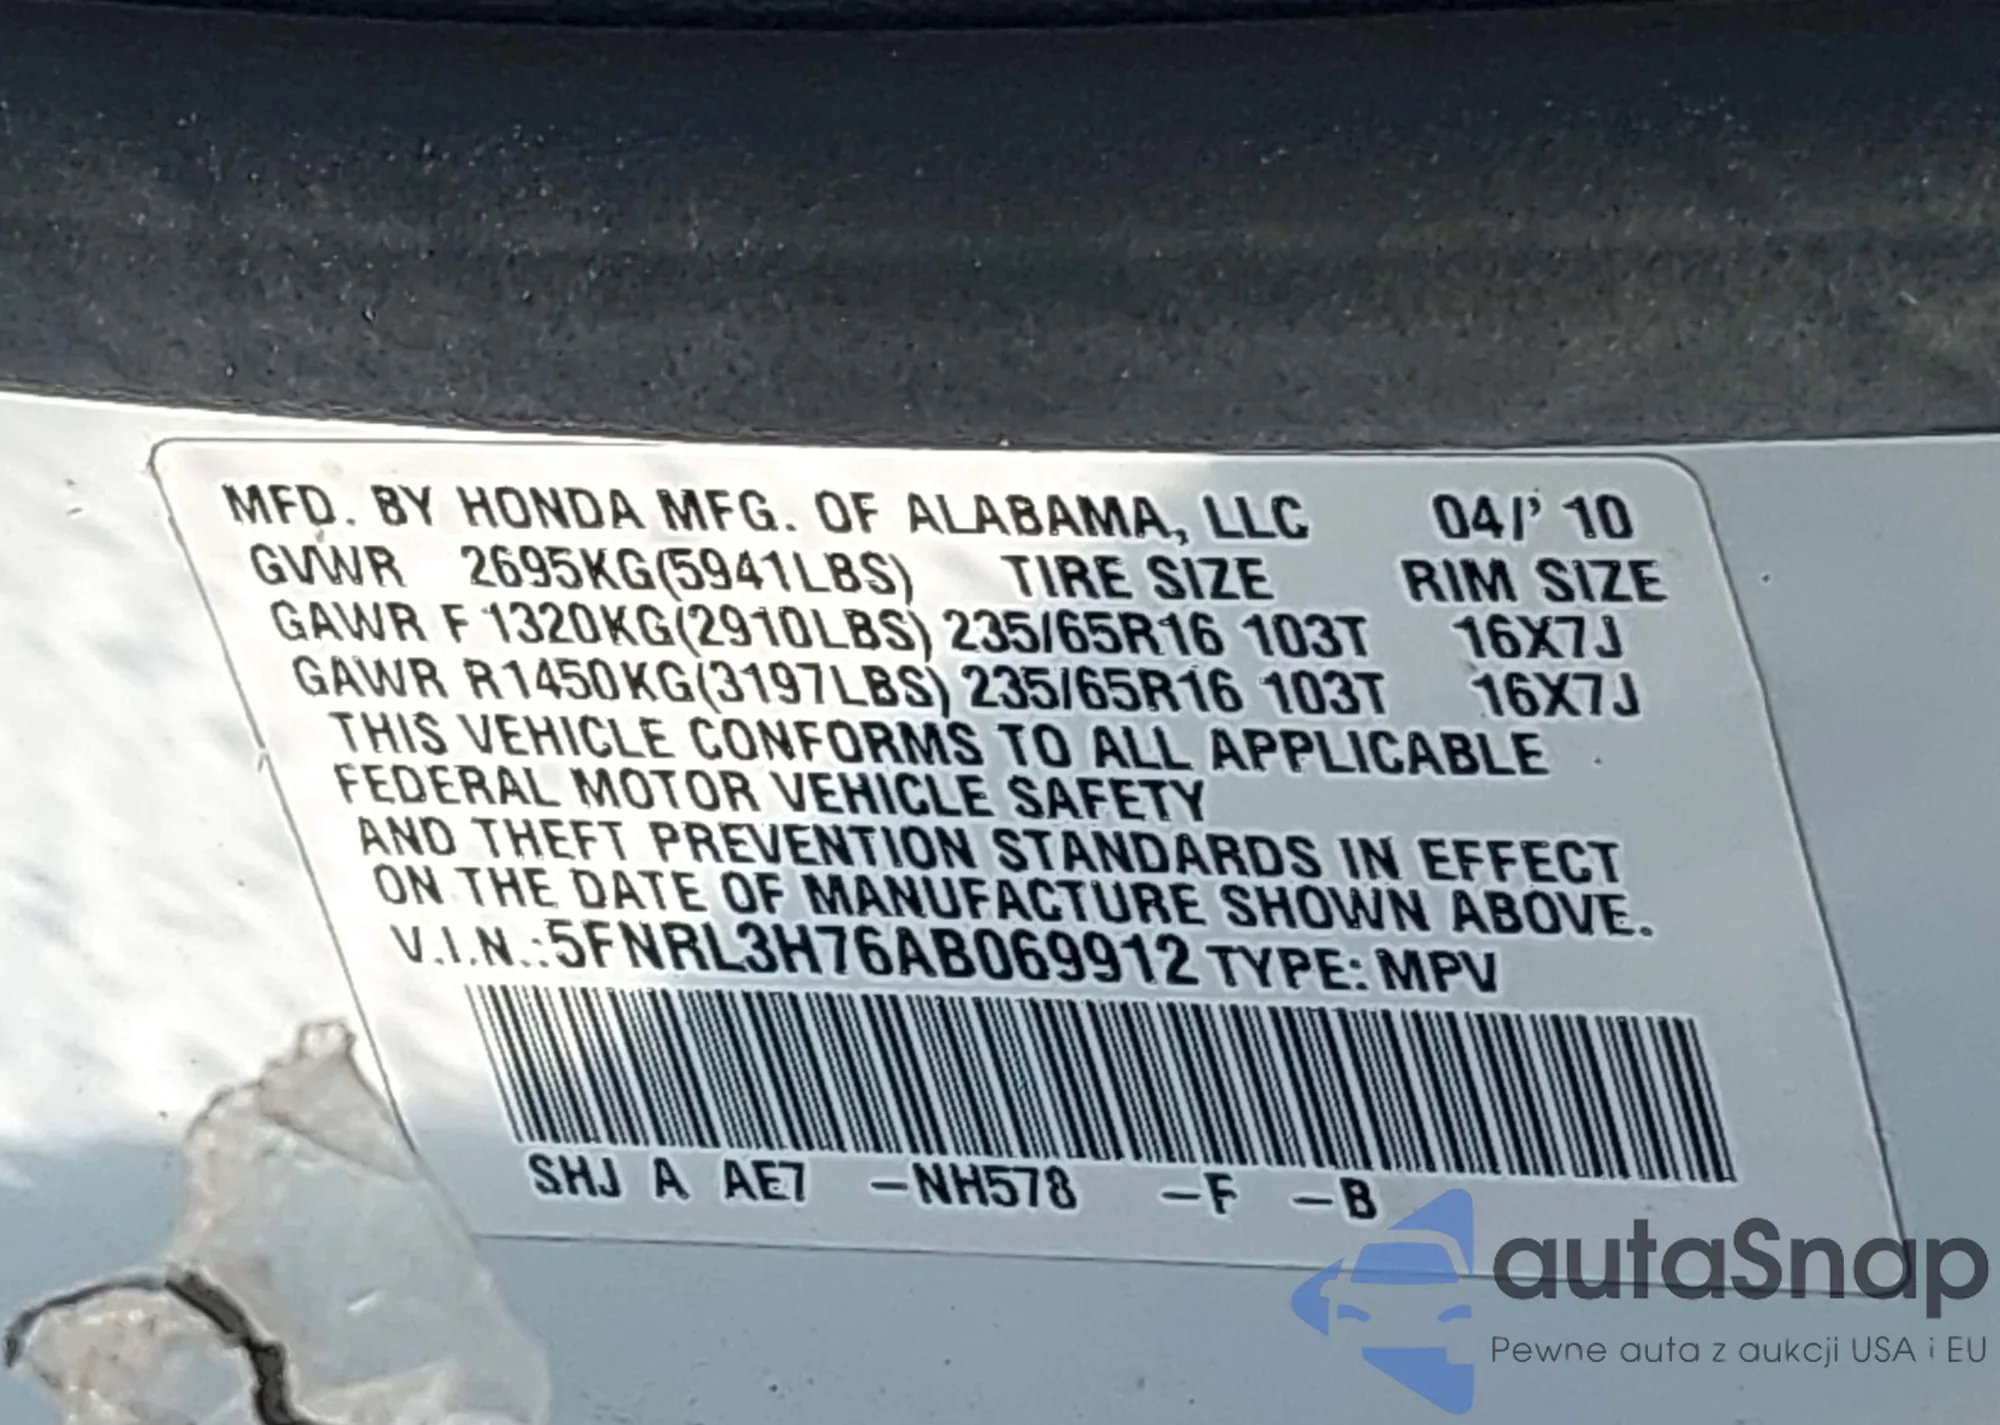 MFD. BY HONDA MFG. OF ALABAMA, LLC 04/' 10
GVWR 2695KG(5941LBS) TIRE SIZE RIM SIZE
GAWR F 1320KG(2910LBS) 235/65R16 103T 16X7J
GAWR R1450KG(3197LBS) 235/65R16 103T 16X7J
THIS VEHICLE CONFORMS TO ALL APPLICABLE
FEDERAL MOTOR VEHICLE SAFETY
AND THEFT PREVENTION STANDARDS IN EFFECT
ON THE DATE OF MANUFACTURE SHOWN ABOVE.
V.I.N.:5FNRL3H76AB069912 TYPE: MPV
SHJ A AE7 -NH578 -F -B
autaSnap
Pewne auta z aukcji USA i EU